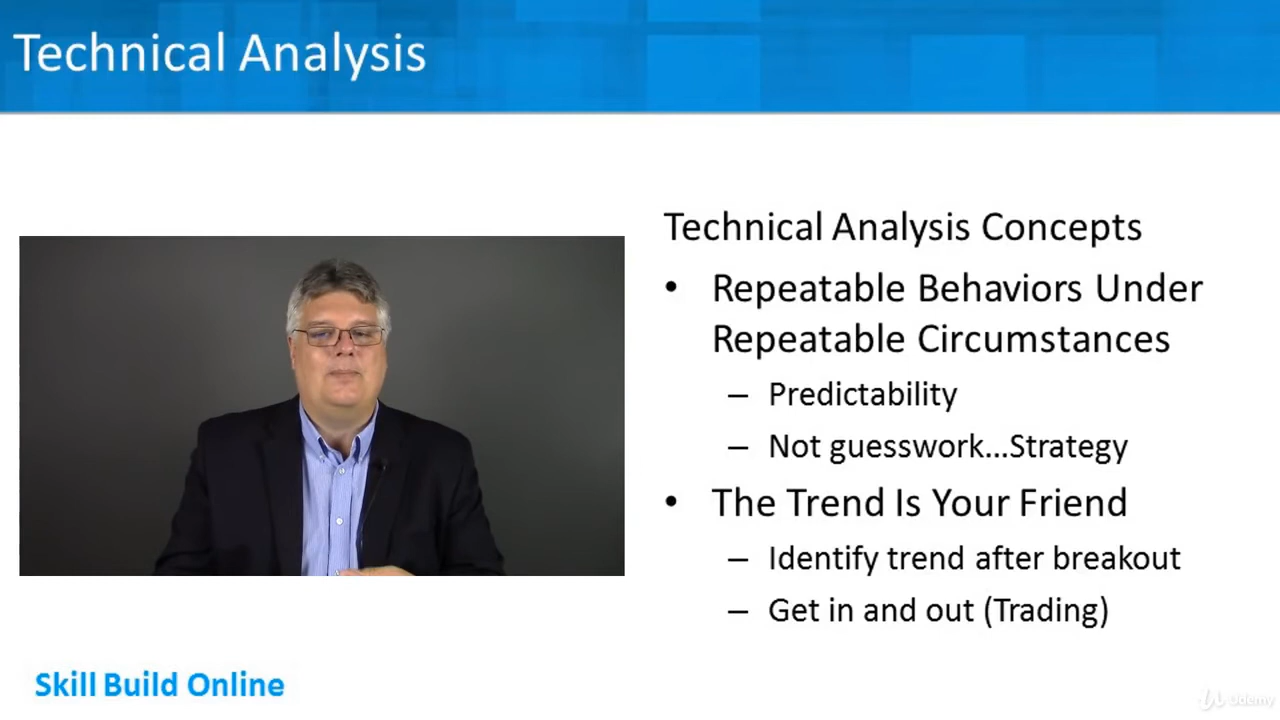 Technical Analysis
Technical Analysis Concepts
• Repeatable Behaviors Under
Repeatable Circumstances
– Predictability
– Not guesswork...Strategy
• The Trend Is Your Friend
– Identify trend after breakout
– Get in and out (Trading)
Skill Build Online
Udemy